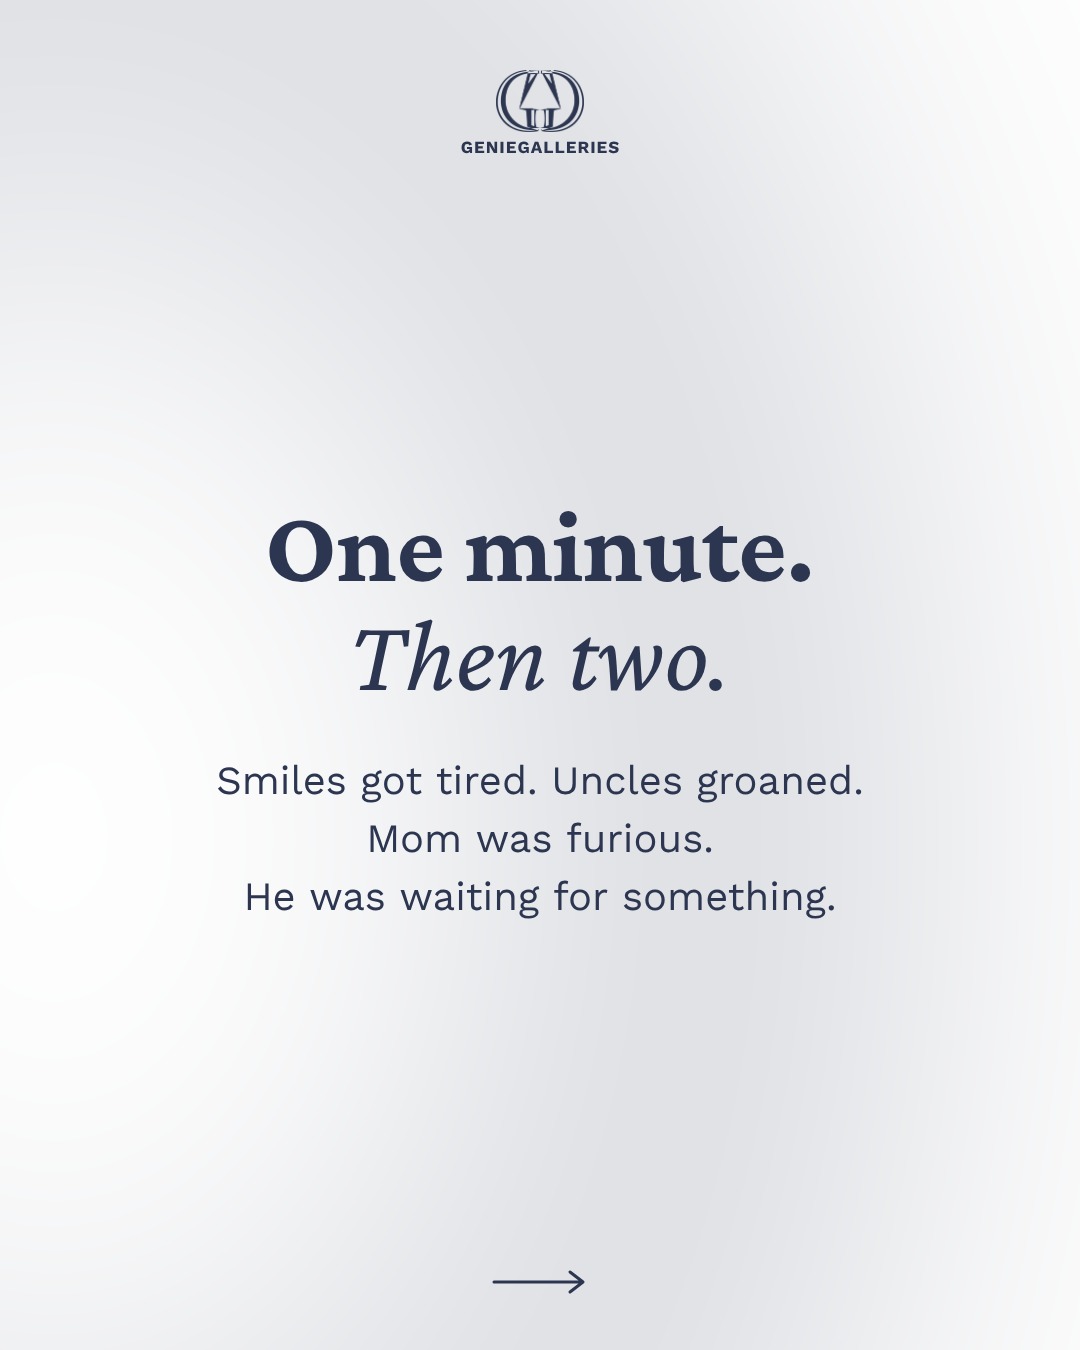 GENIEGALLERIES
One minute.
Then two.
Smiles got tired. Uncles groaned.
Mom was furious.
He was waiting for something.